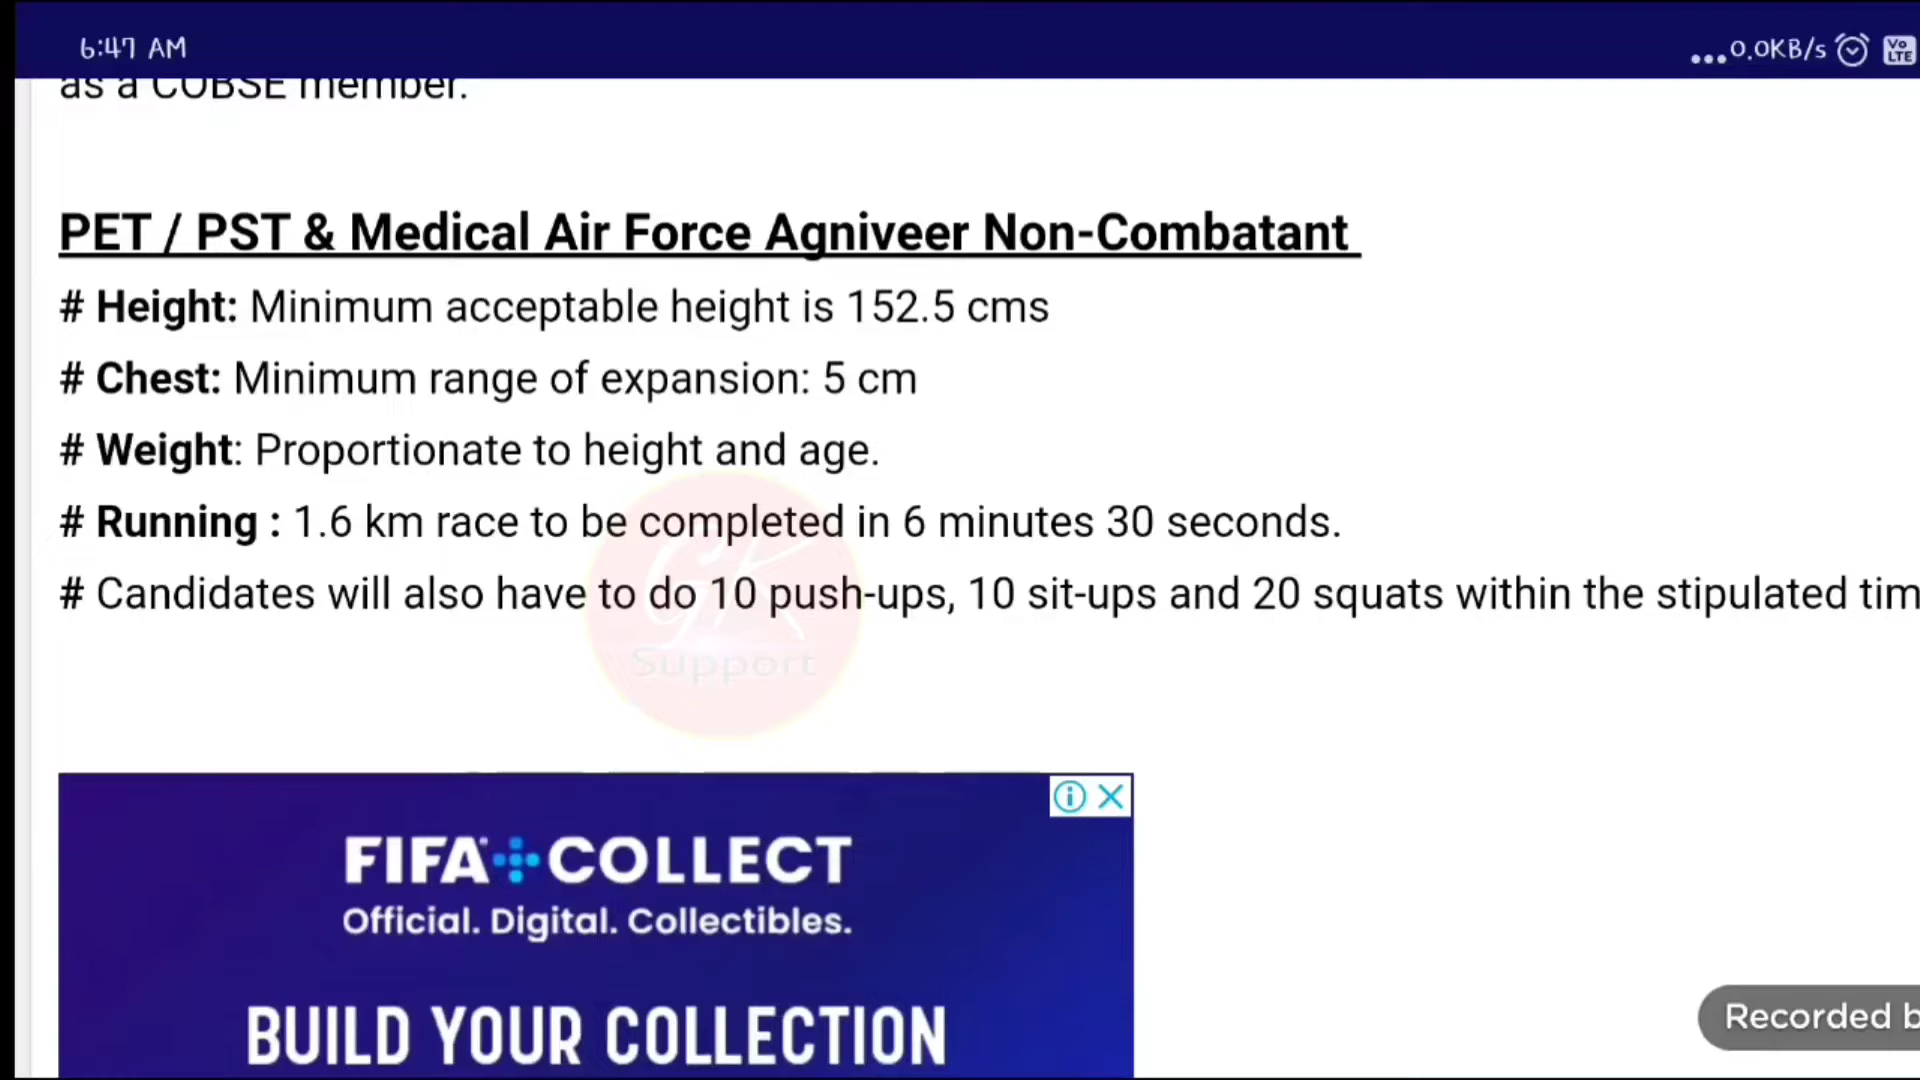 6:47 AM
...0.0KB/s
Vo LTE
as a COBSE member.
PET / PST & Medical Air Force Agniveer Non-Combatant
# Height: Minimum acceptable height is 152.5 cms
# Chest: Minimum range of expansion: 5 cm
# Weight: Proportionate to height and age.
# Running : 1.6 km race to be completed in 6 minutes 30 seconds.
# Candidates will also have to do 10 push-ups, 10 sit-ups and 20 squats within the stipulated tim
GK
Support
FIFA+COLLECT
Official. Digital. Collectibles.
BUILD YOUR COLLECTION
Recorded b